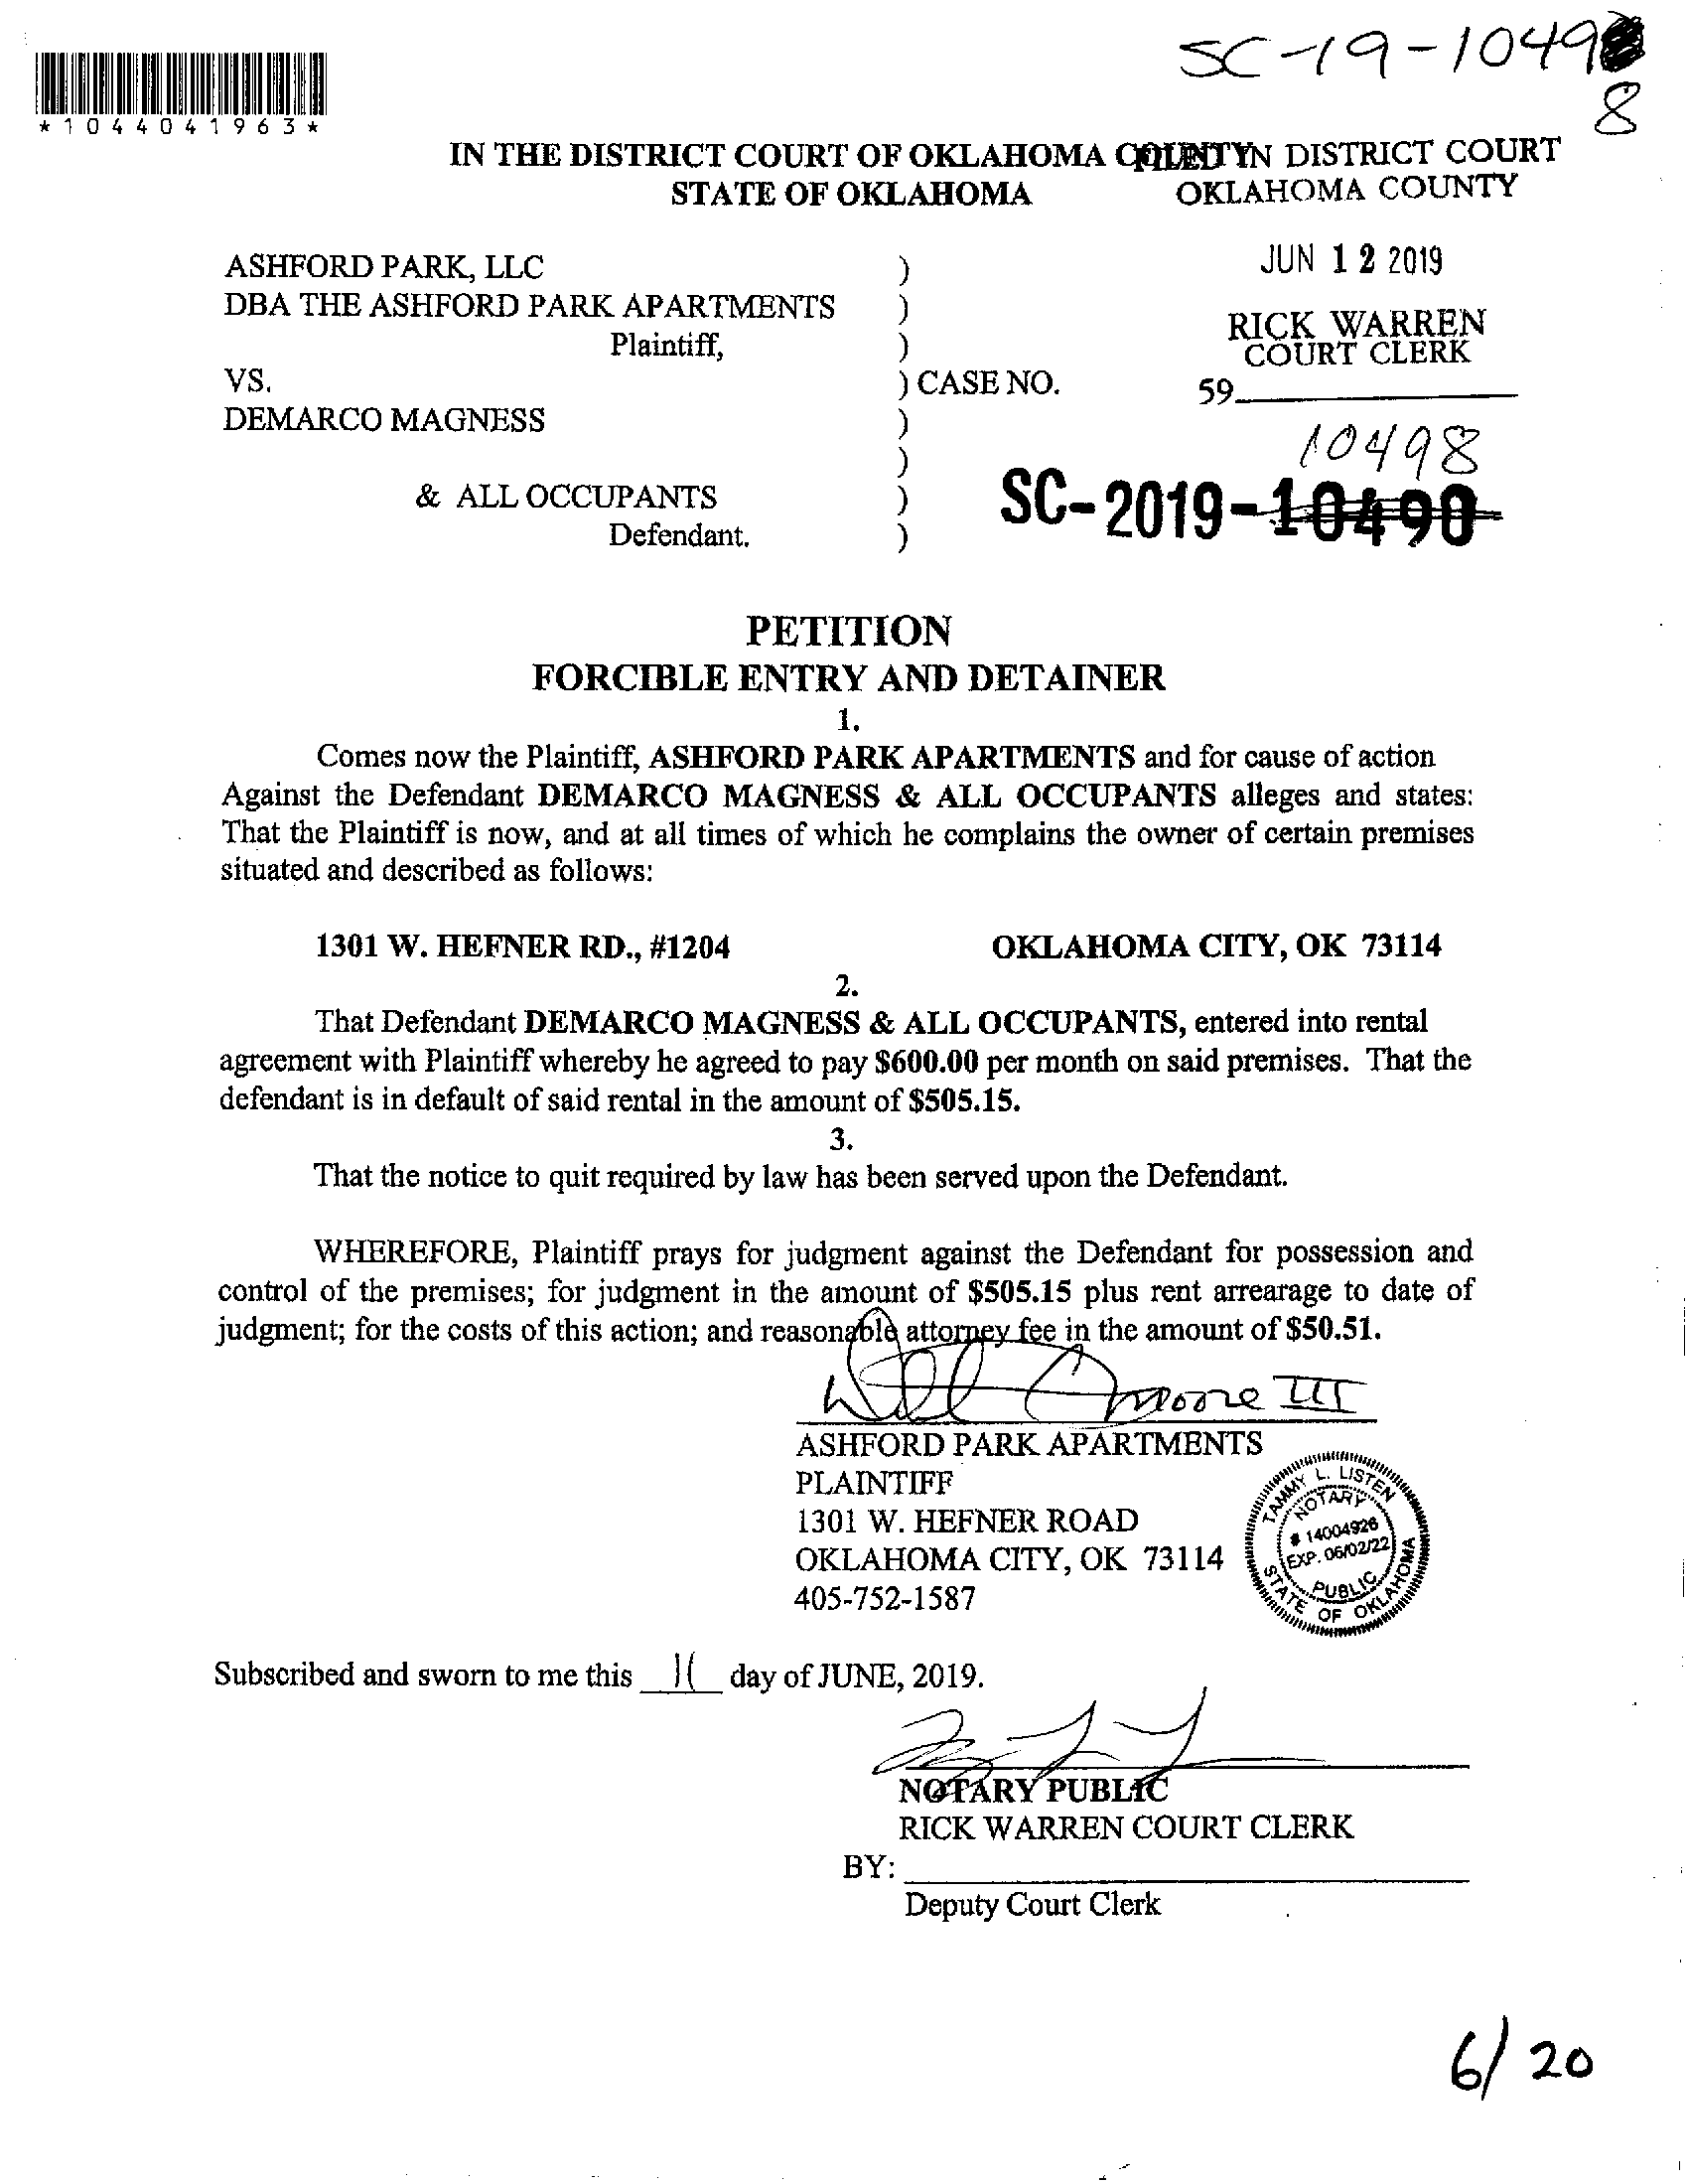 SC-19-1049
8
*1044041963*
IN THE DISTRICT COURT OF OKLAHOMA COUNTY
FILED IN DISTRICT COURT
STATE OF OKLAHOMA
OKLAHOMA COUNTY
JUN 12 2019
ASHFORD PARK, LLC )
DBA THE ASHFORD PARK APARTMENTS )
RICK WARREN
Plaintiff, )
COURT CLERK
VS. ) CASE NO.
59
DEMARCO MAGNESS )
)
10498
& ALL OCCUPANTS )
SC-2019-10490
Defendant. )
PETITION
FORCIBLE ENTRY AND DETAINER
1.
Comes now the Plaintiff, ASHFORD PARK APARTMENTS and for cause of action
Against the Defendant DEMARCO MAGNESS & ALL OCCUPANTS alleges and states:
That the Plaintiff is now, and at all times of which he complains the owner of certain premises
situated and described as follows:
1301 W. HEFNER RD., #1204 OKLAHOMA CITY, OK 73114
2.
That Defendant DEMARCO MAGNESS & ALL OCCUPANTS, entered into rental
agreement with Plaintiff whereby he agreed to pay $600.00 per month on said premises. That the
defendant is in default of said rental in the amount of $505.15.
3.
That the notice to quit required by law has been served upon the Defendant.
WHEREFORE, Plaintiff prays for judgment against the Defendant for possession and
control of the premises; for judgment in the amount of $505.15 plus rent arrearage to date of
judgment; for the costs of this action; and reasonable attorney fee in the amount of $50.51.
Moore III
ASHFORD PARK APARTMENTS
PLAINTIFF
1301 W. HEFNER ROAD
OKLAHOMA CITY, OK 73114
405-752-1587
TAMMY L. LISTEN
NOTARY
# 14004926
EXP. 06/02/22
PUBLIC
STATE OF OKLAHOMA
Subscribed and sworn to me this 11 day of JUNE, 2019.
NOTARY PUBLIC
RICK WARREN COURT CLERK
BY:
Deputy Court Clerk
6/20